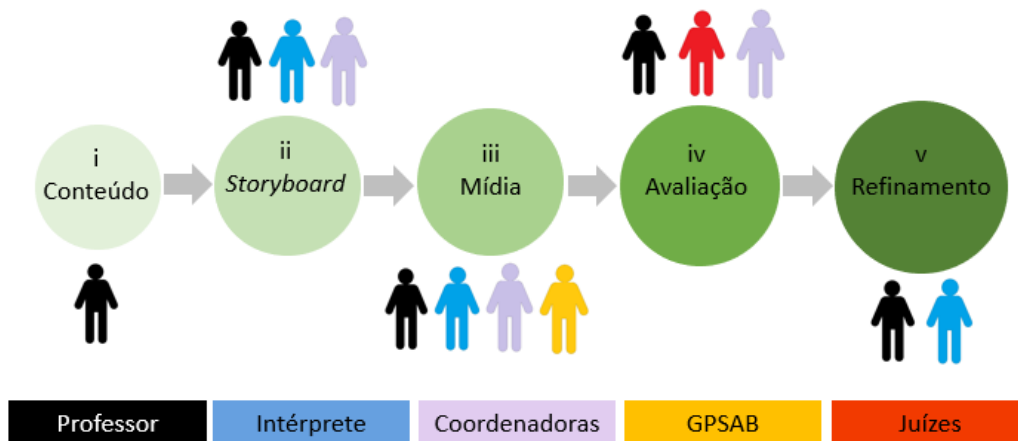 i
Conteúdo
ii
Storyboard
iii
Mídia
iv
Avaliação
v
Refinamento
Professor
Intérprete
Coordenadoras
GPSAB
Juízes